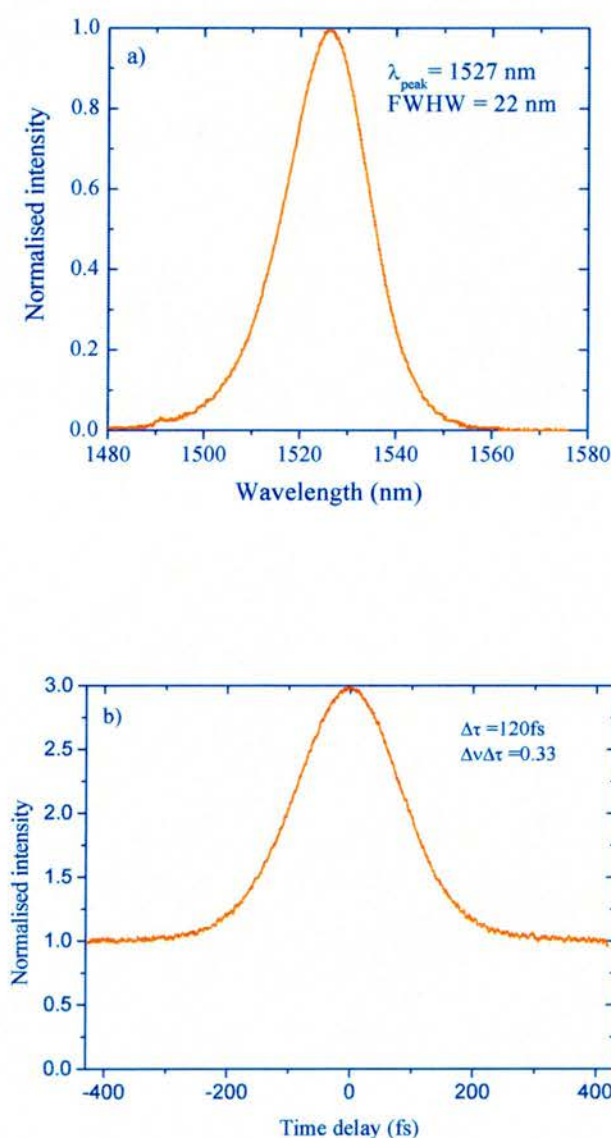 a)
λpeak = 1527 nm
FWHW = 22 nm
Normalised intensity
1.0
0.8
0.6
0.4
0.2
0.0
1480 1500 1520 1540 1560 1580
Wavelength (nm)
b)
Δτ =120fs
ΔνΔτ =0.33
Normalised intensity
3.0
2.5
2.0
1.5
1.0
0.5
0.0
-400 -200 0 200 400
Time delay (fs)